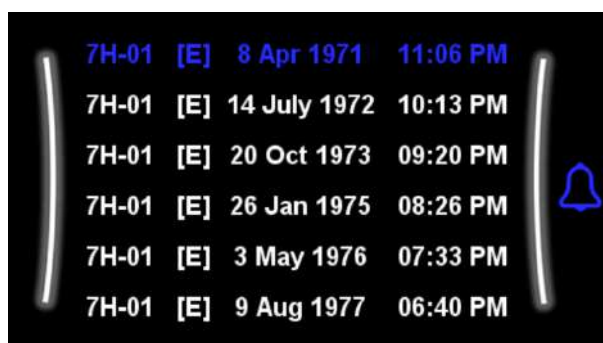 7H-01 [E] 8 Apr 1971 11:06 PM
7H-01 [E] 14 July 1972 10:13 PM
7H-01 [E] 20 Oct 1973 09:20 PM
7H-01 [E] 26 Jan 1975 08:26 PM
7H-01 [E] 3 May 1976 07:33 PM
7H-01 [E] 9 Aug 1977 06:40 PM